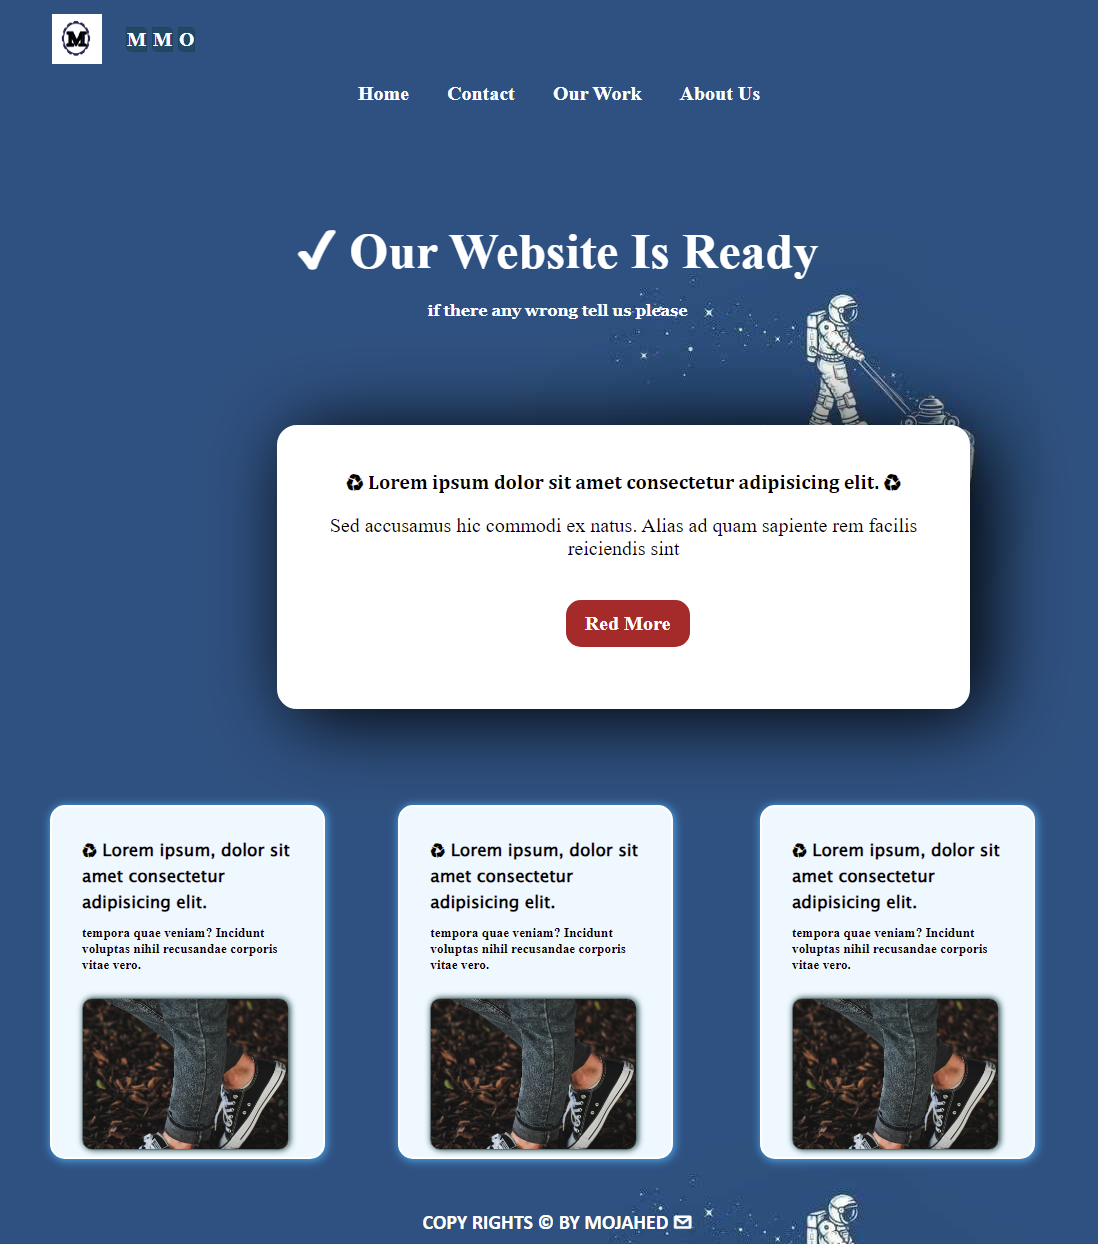 M
M M O
Home Contact Our Work About Us
✔ Our Website Is Ready
if there any wrong tell us please
♻ Lorem ipsum dolor sit amet consectetur adipisicing elit. ♻
Sed accusamus hic commodi ex natus. Alias ad quam sapiente rem facilis
reiciendis sint
Red More
♻ Lorem ipsum, dolor sit
amet consectetur
adipisicing elit.
tempora quae veniam? Incidunt
voluptas nihil recusandae corporis
vitae vero.
♻ Lorem ipsum, dolor sit
amet consectetur
adipisicing elit.
tempora quae veniam? Incidunt
voluptas nihil recusandae corporis
vitae vero.
♻ Lorem ipsum, dolor sit
amet consectetur
adipisicing elit.
tempora quae veniam? Incidunt
voluptas nihil recusandae corporis
vitae vero.
COPY RIGHTS © BY MOJAHED